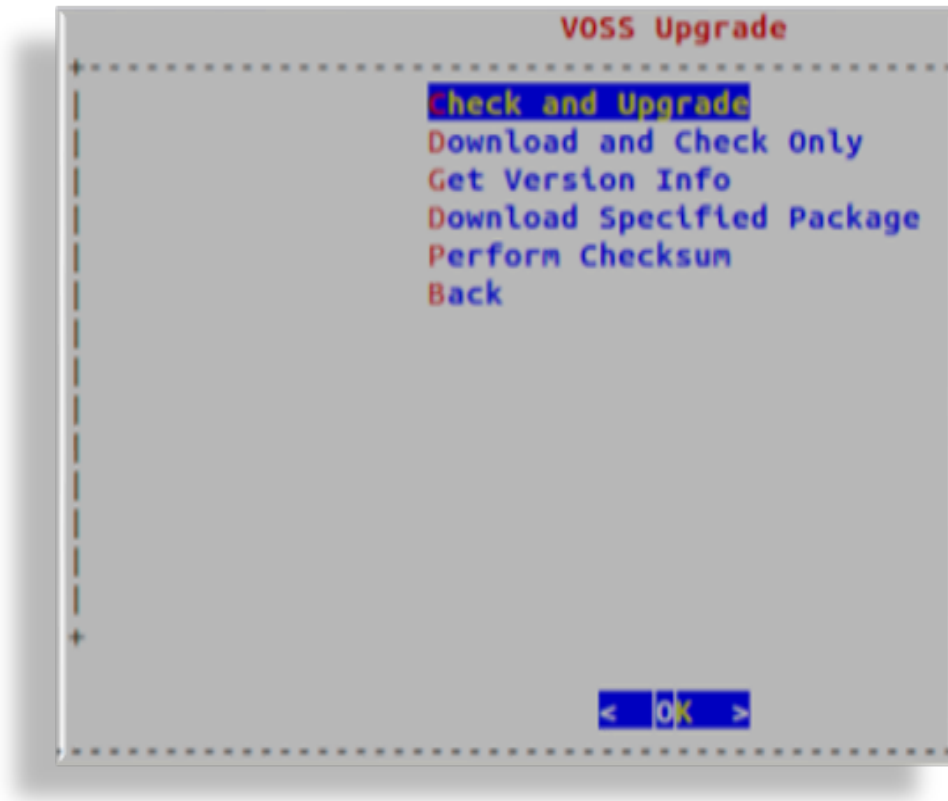 VOSS Upgrade
Check and Upgrade
Download and Check Only
Get Version Info
Download Specified Package
Perform Checksum
Back
< OK >